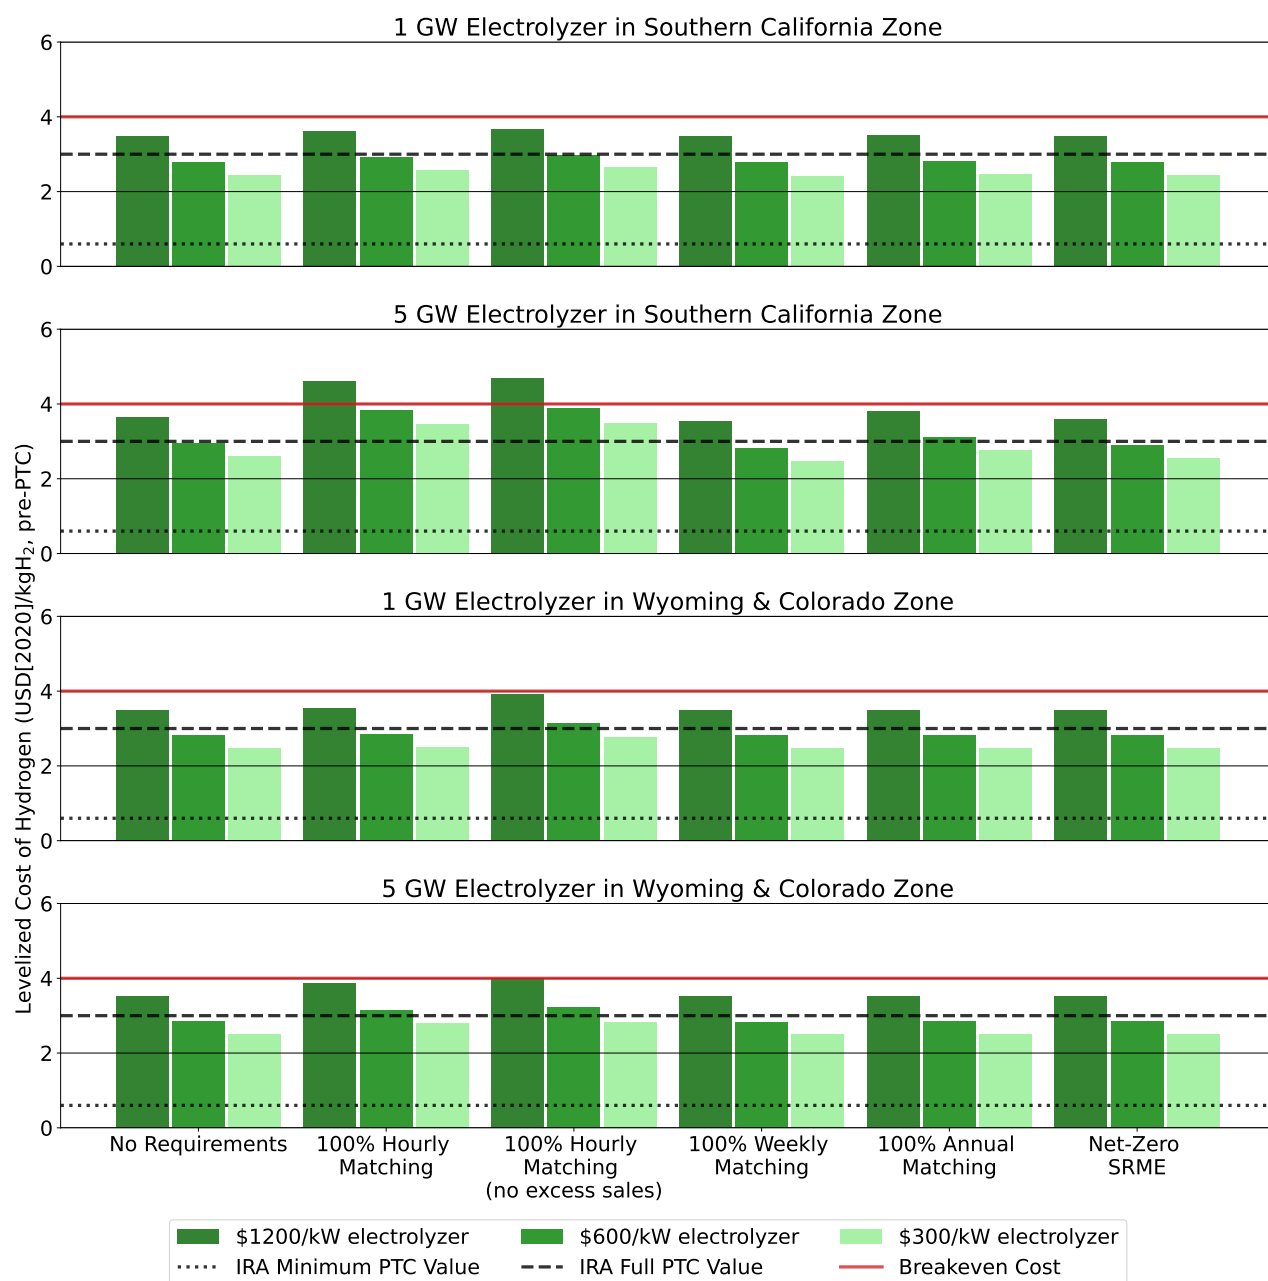 1 GW Electrolyzer in Southern California Zone
6
4
2
0
5 GW Electrolyzer in Southern California Zone
6
4
2
0
1 GW Electrolyzer in Wyoming & Colorado Zone
6
4
2
0
5 GW Electrolyzer in Wyoming & Colorado Zone
6
4
2
0
Levelized Cost of Hydrogen (USD[2020]/kgH₂, pre-PTC)
No Requirements
100% Hourly
Matching
100% Hourly
Matching
(no excess sales)
100% Weekly
Matching
100% Annual
Matching
Net-Zero
SRME
$1200/kW electrolyzer
$600/kW electrolyzer
$300/kW electrolyzer
IRA Minimum PTC Value
IRA Full PTC Value
Breakeven Cost